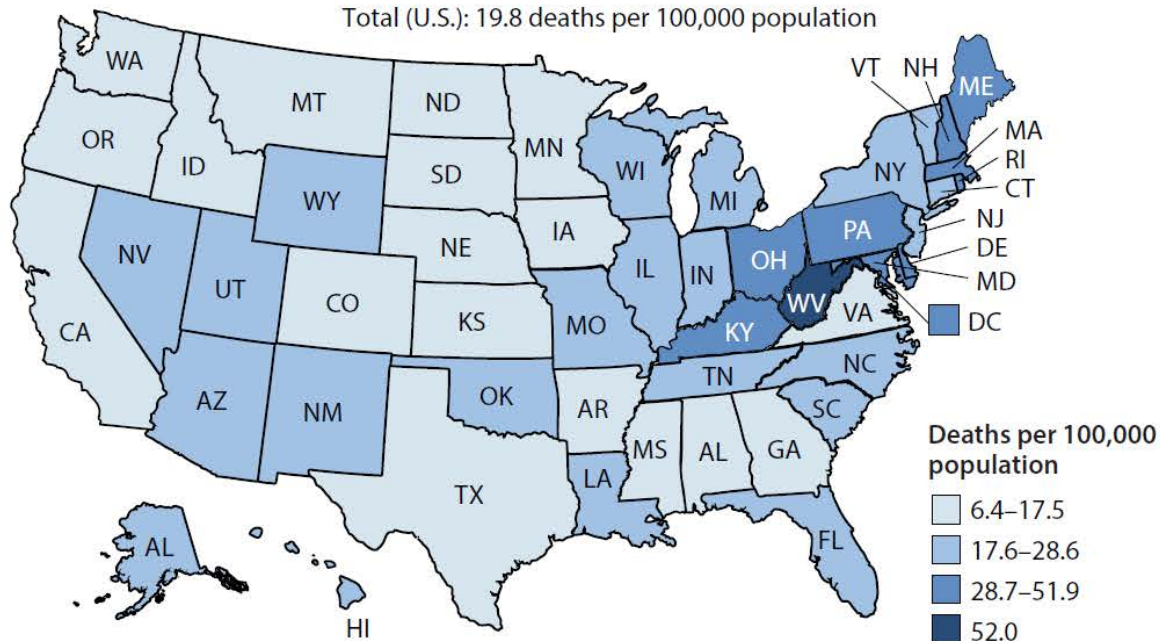 Total (U.S.): 19.8 deaths per 100,000 population
WA
MT
ND
MN
VT
NH
ME
OR
ID
SD
WI
MI
NY
MA
RI
CT
WY
NE
IA
PA
NJ
NV
UT
CO
IL
IN
OH
DE
MD
CA
KS
MO
WV
VA
DC
KY
AZ
NM
OK
AR
TN
NC
SC
TX
LA
MS
AL
GA
FL
AL
HI
Deaths per 100,000
population
6.4–17.5
17.6–28.6
28.7–51.9
52.0